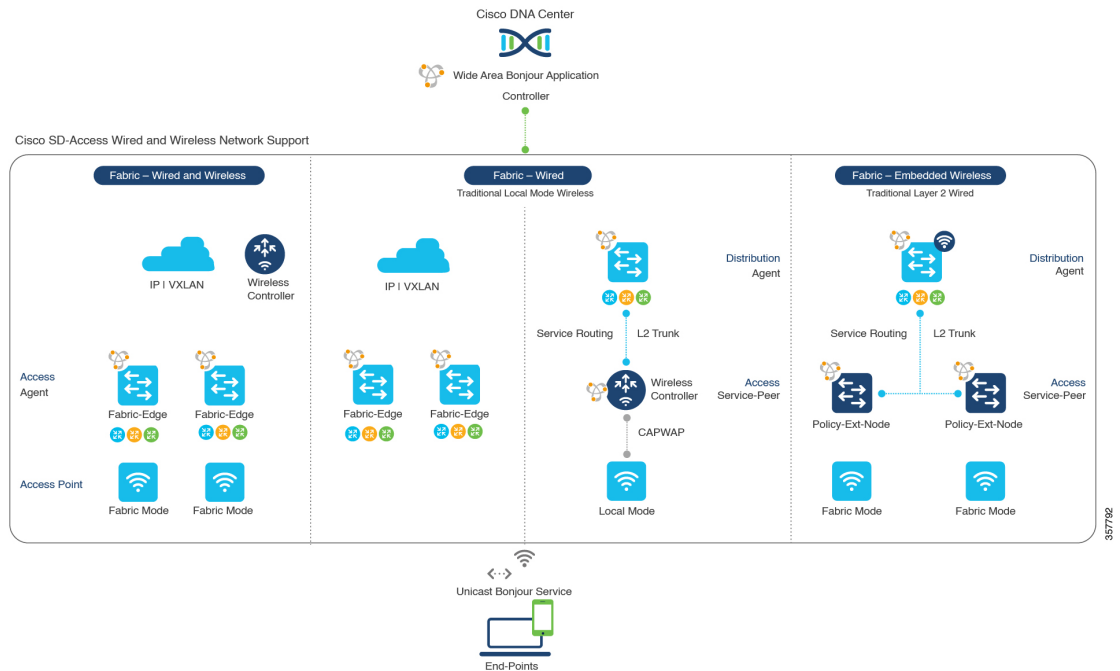 Cisco DNA Center
Wide Area Bonjour Application
Controller
Cisco SD-Access Wired and Wireless Network Support
Fabric – Wired and Wireless
Fabric – Wired
Traditional Local Mode Wireless
Fabric – Embedded Wireless
Traditional Layer 2 Wired
IP | VXLAN
Wireless
Controller
IP | VXLAN
Distribution
Agent
Distribution
Agent
Service Routing
L2 Trunk
Service Routing
L2 Trunk
Access
Agent
Fabric-Edge
Fabric-Edge
Fabric-Edge
Fabric-Edge
Wireless
Controller
Access
Service-Peer
CAPWAP
Policy-Ext-Node
Policy-Ext-Node
Access
Service-Peer
Access Point
Fabric Mode
Fabric Mode
Local Mode
Fabric Mode
Fabric Mode
357792
Unicast Bonjour Service
End-Points